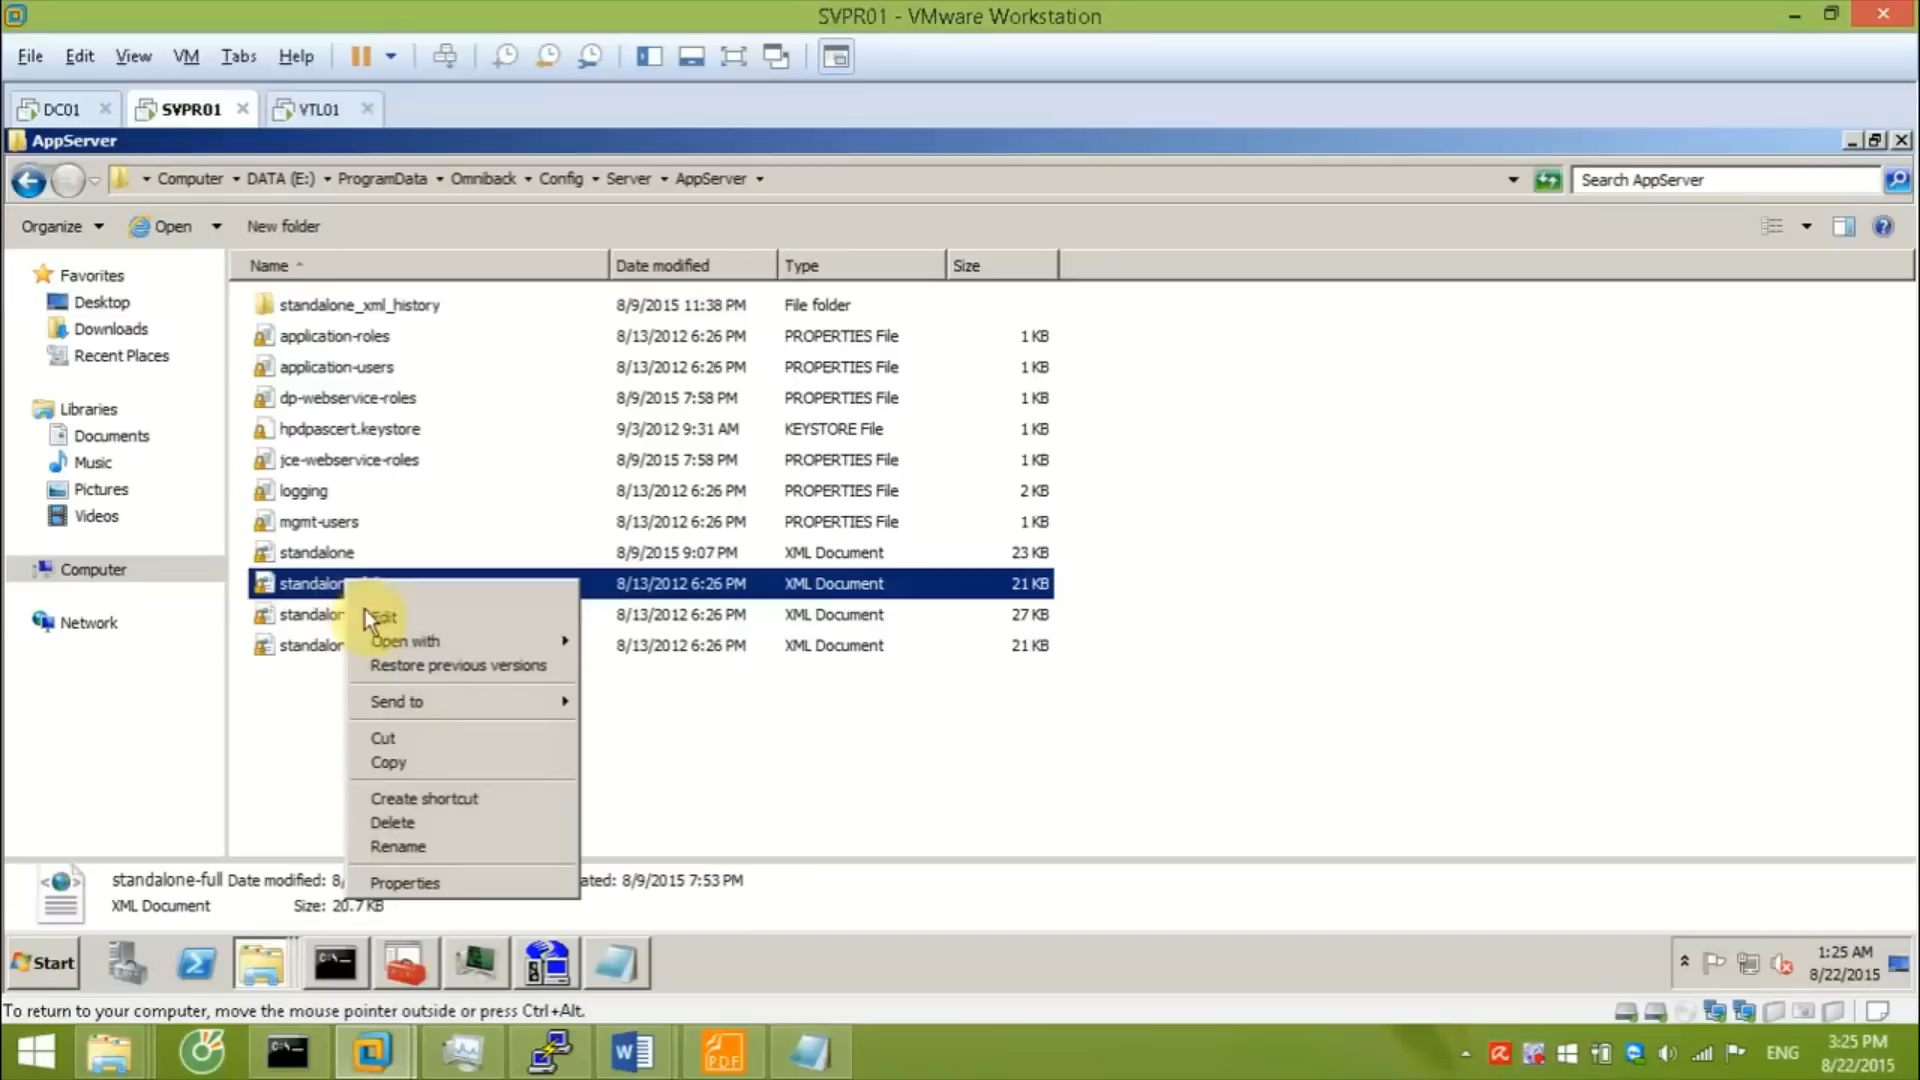 SVPR01 - VMware Workstation
File Edit View VM Tabs Help
DC01 SVPR01 VTL01
AppServer
Computer DATA (E:) ProgramData Omniback Config Server AppServer
Search AppServer
Organize Open New folder
Name Date modified Type Size
Favorites
Desktop
Downloads
Recent Places
Libraries
Documents
Music
Pictures
Videos
Computer
Network
standalone_xml_history 8/9/2015 11:38 PM File folder
application-roles 8/13/2012 6:26 PM PROPERTIES File 1 KB
application-users 8/13/2012 6:26 PM PROPERTIES File 1 KB
dp-webservice-roles 8/9/2015 7:58 PM PROPERTIES File 1 KB
hpdpascert.keystore 9/3/2012 9:31 AM KEYSTORE File 1 KB
jce-webservice-roles 8/9/2015 7:58 PM PROPERTIES File 1 KB
logging 8/13/2012 6:26 PM PROPERTIES File 2 KB
mgmt-users 8/13/2012 6:26 PM PROPERTIES File 1 KB
standalone 8/9/2015 9:07 PM XML Document 23 KB
8/13/2012 6:26 PM XML Document 21 KB
8/13/2012 6:26 PM XML Document 27 KB
8/13/2012 6:26 PM XML Document 21 KB
Edit
Open with
Restore previous versions
Send to
Cut
Copy
Create shortcut
Delete
Rename
Properties
standalone-full Date modified: 8/ ated: 8/9/2015 7:53 PM
XML Document Size: 20.7 KB
Start
1:25 AM
8/22/2015
To return to your computer, move the mouse pointer outside or press Ctrl+Alt.
ENG
3:25 PM
8/22/2015